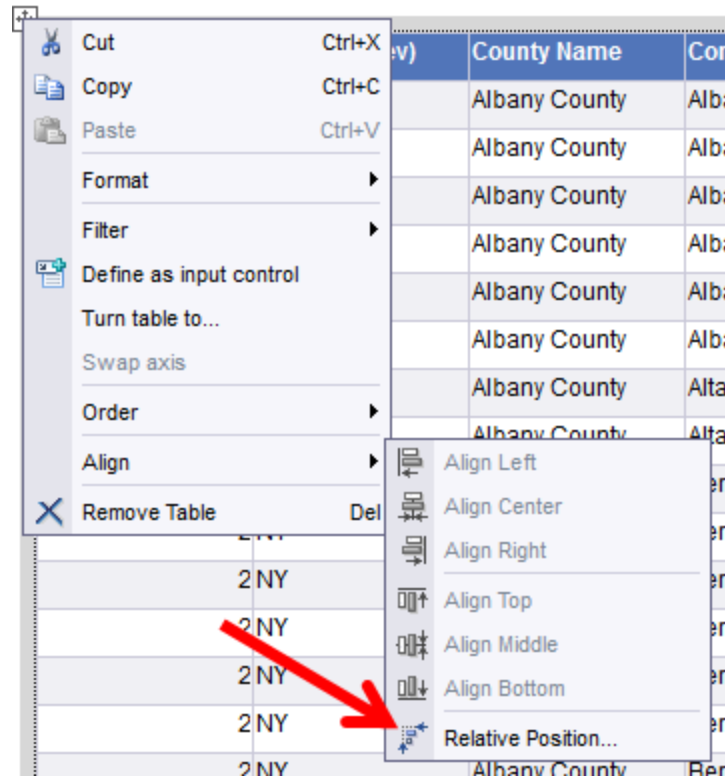 Cut Ctrl+X
Copy Ctrl+C
Paste Ctrl+V
Format
Filter
Define as input control
Turn table to...
Swap axis
Order
Align
Remove Table Del
County Name
Albany County
Albany County
Albany County
Albany County
Albany County
Albany County
Albany County
Albany County
Align Left
Align Center
Align Right
Align Top
Align Middle
Align Bottom
Relative Position...
2 NY
2 NY
2 NY
2 NY
2 NY Albany County